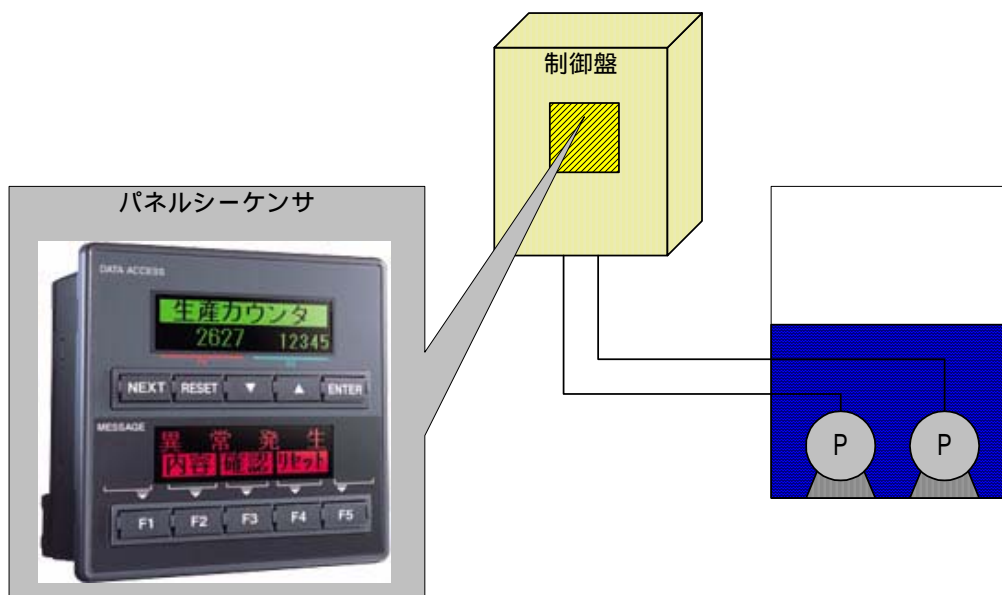 制御盤
パネルシーケンサ
DATA ACCESS
生産カウンタ
2627 12345
NEXT RESET ▼ ▲ ENTER
MESSAGE
異常発生
内容 確認 リセット
F1 F2 F3 F4 F5
P P